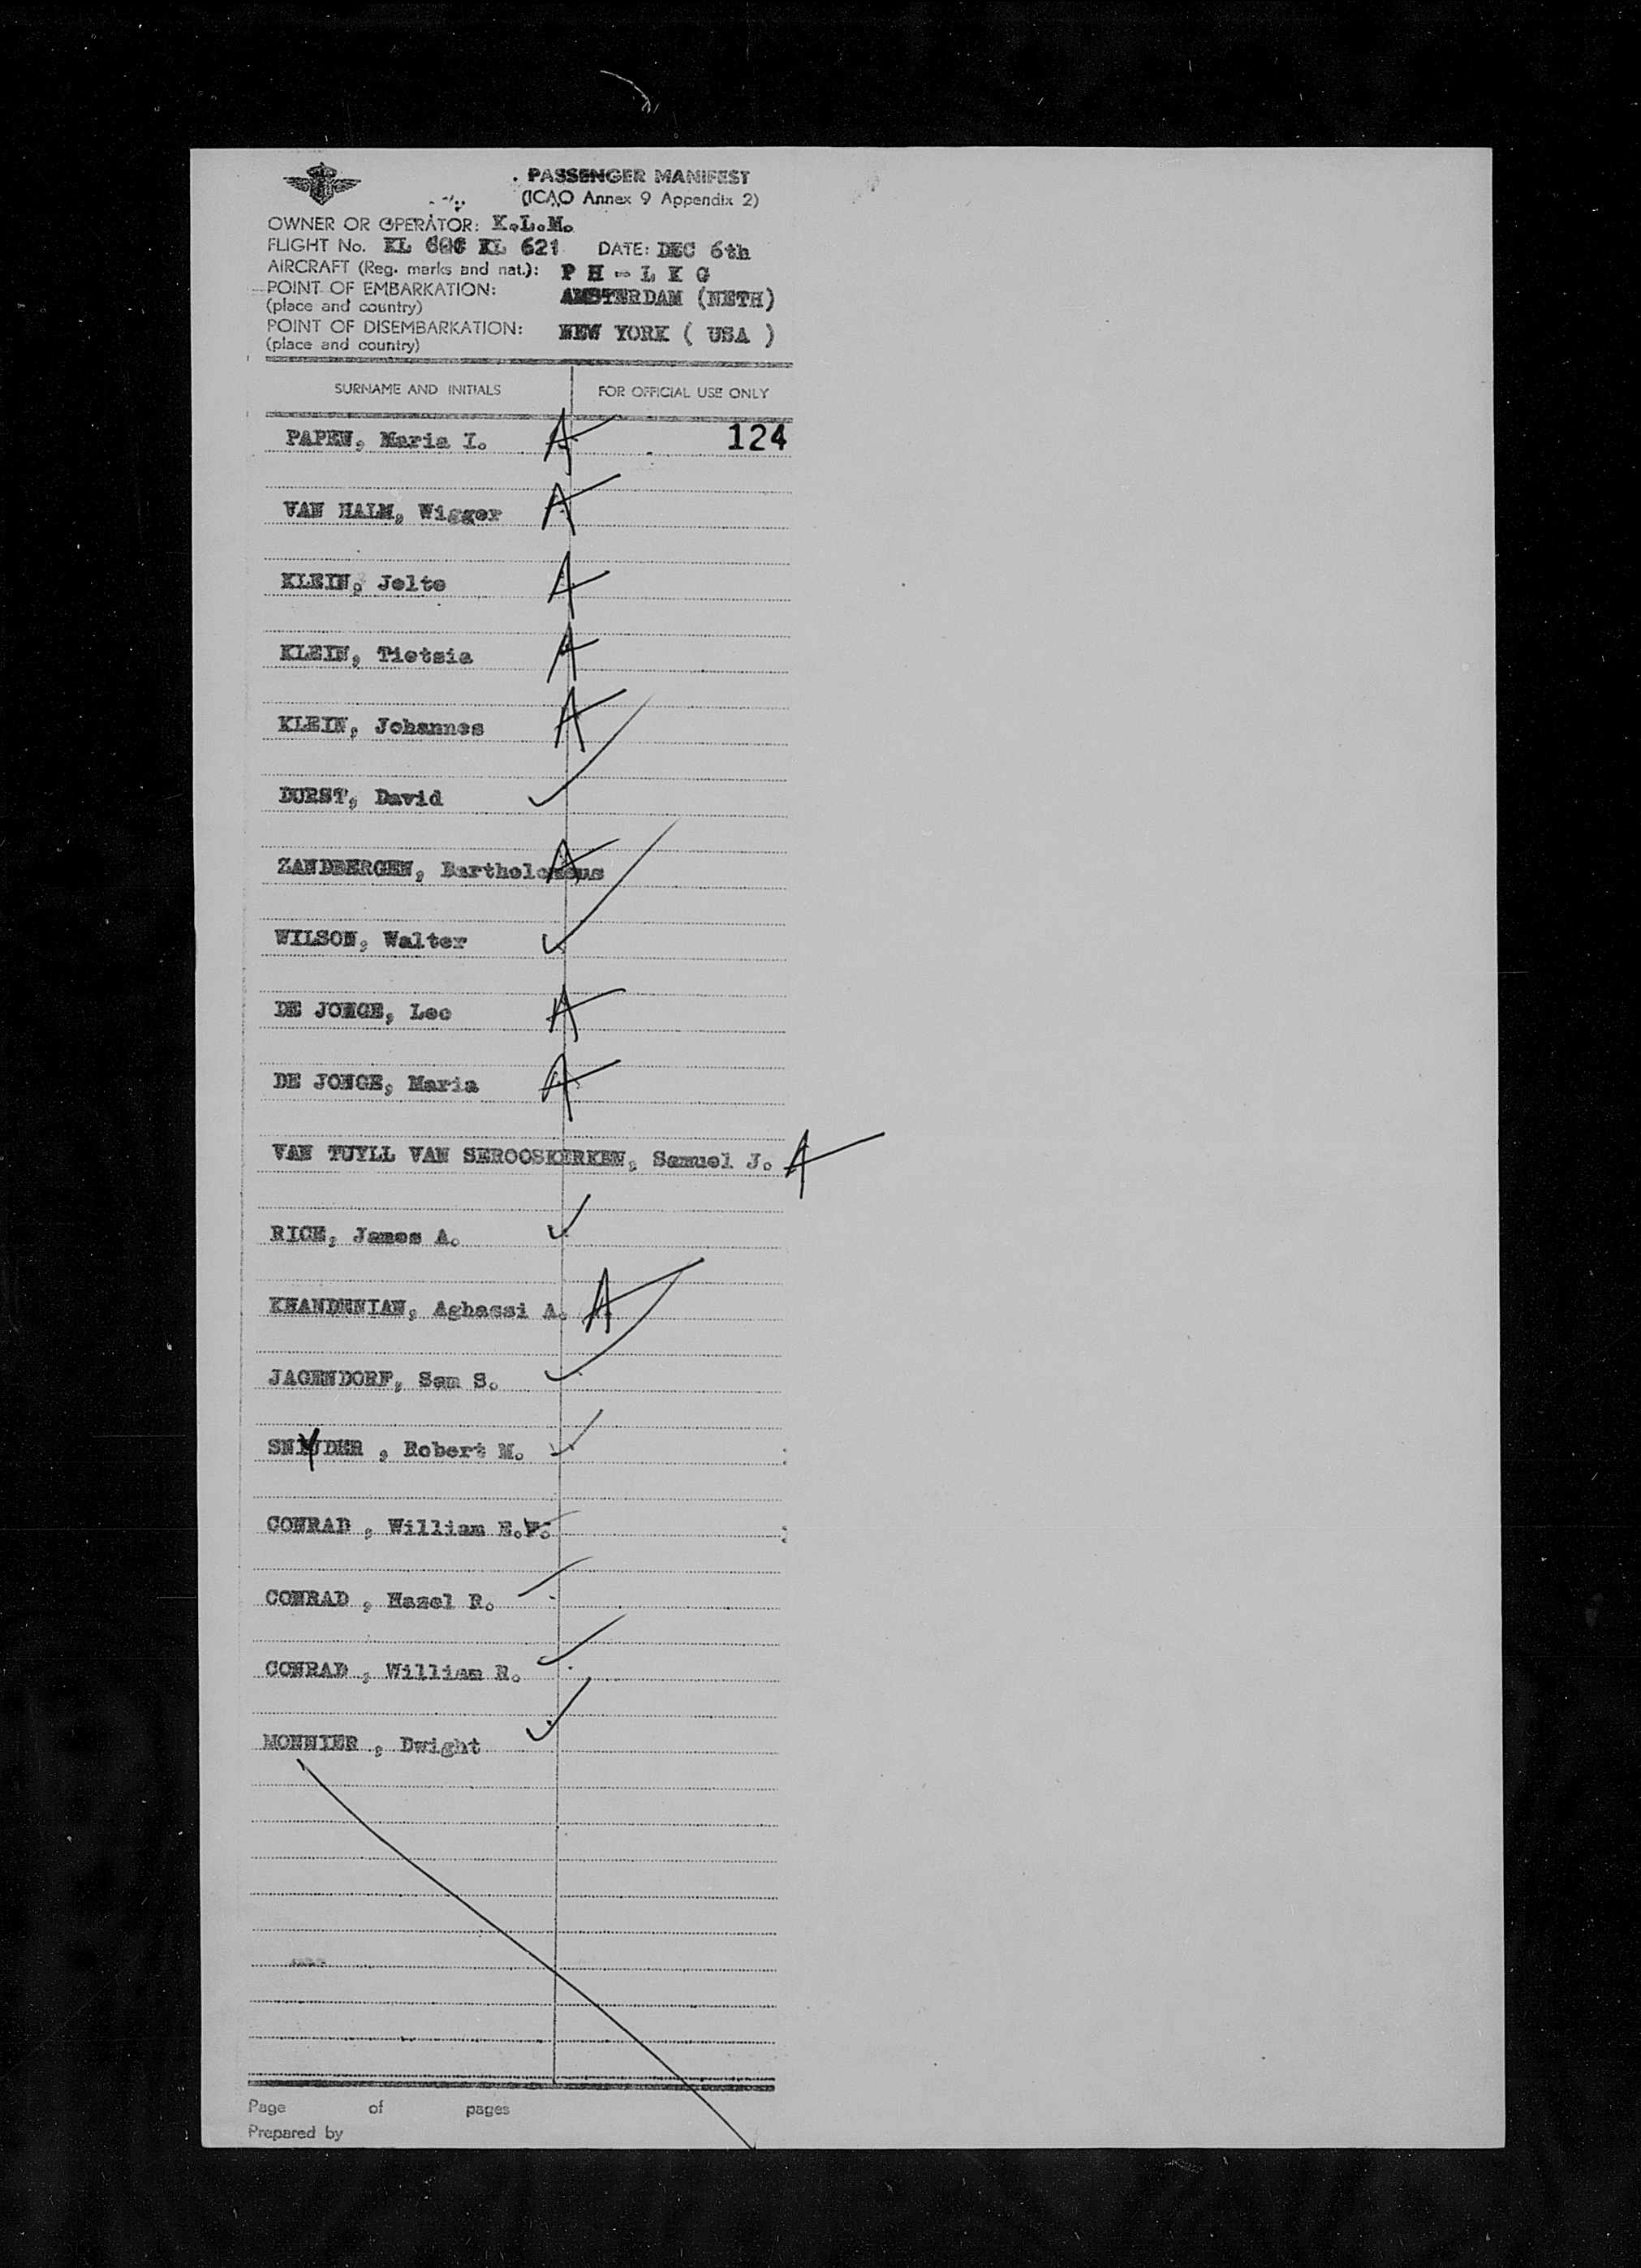 PASSENGER MANIFEST
(ICAO Annex 9 Appendix 2)
OWNER OR OPERATOR: K.L.M.
FLIGHT No. KL KL 621 DATE: DEC 6th
AIRCRAFT (Reg. marks and nat.): P H - L K G
POINT OF EMBARKATION: AMSTERDAM (NETH)
(place and country)
POINT OF DISEMBARKATION: NEW YORK ( USA )
(place and country)
SURNAME AND INITIALS FOR OFFICIAL USE ONLY
PAPEN, Maria I. A 124
VAN HALM, Wigger A
KLEIN, Jelte A
KLEIN, Tietsia A
KLEIN, Johannes A
DURST, David
ZANDBERGEN, Bartholomeus A
WILSON, Walter
DE JONGE, Leo A
DE JONGE, Maria A
VAN TUYLL VAN SEROOSKERKEN, Samuel J. A
RICE, James A.
KHANDENIAN, Aghassi A. A
JAGENDORF, Sam S.
SNYDER , Robert M.
CONRAD , William E.F.
CONRAD , Hazel R.
CONRAD , William R.
MONNIER , Dwight
Page of pages
Prepared by